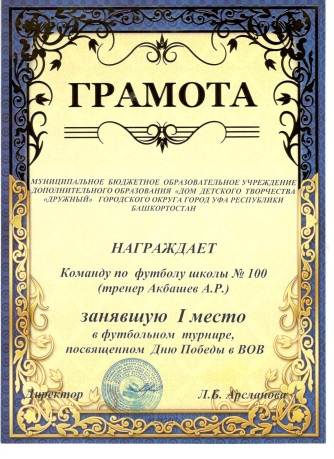 ГРАМОТА
МУНИЦИПАЛЬНОЕ БЮДЖЕТНОЕ ОБРАЗОВАТЕЛЬНОЕ УЧРЕЖДЕНИЕ
ДОПОЛНИТЕЛЬНОГО ОБРАЗОВАНИЯ «ДОМ ДЕТСКОГО ТВОРЧЕСТВА
«ДРУЖНЫЙ» ГОРОДСКОГО ОКРУГА ГОРОД УФА РЕСПУБЛИКИ
БАШКОРТОСТАН
НАГРАЖДАЕТ
Команду по футболу школы № 100
(тренер Акбашев А.Р.)
занявшую I место
в футбольном турнире,
посвященном Дню Победы в ВОВ
Директор Л.Б. Арсланова